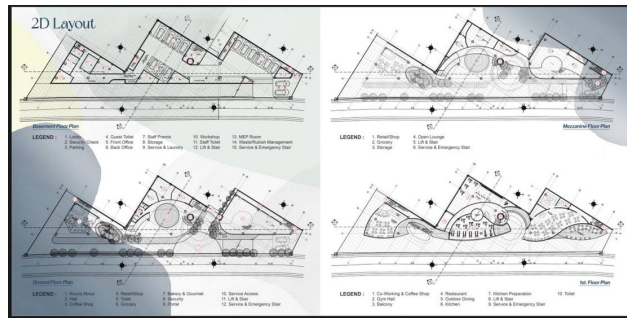 2D Layout
Basement Floor Plan
LEGEND :
1. Lobby
2. Security Check
3. Parking
4. Guest Toilet
5. Front Office
6. Back Office
7. Staff Prantis
8. Storage
9. Service & Laundry
10. Workshop
11. Staff Toilet
12. Lift & Stair
13. MEP Room
14. Waste/Rubish Management
15. Service & Emergency Stair
Mezzanine Floor Plan
LEGEND :
1. Retail/Shop
2. Grocery
3. Storage
4. Open Lounge
5. Lift & Stair
6. Service & Emergency Stair
Ground Floor Plan
LEGEND :
1. Round About
2. Hall
3. Coffee Shop
4. Retail/Shop
5. Toilet
6. Grocery
7. Bakery & Gourmet
8. Security
9. Portal
10. Service Access
11. Lift & Stair
12. Service & Emergency Stair
1st. Floor Plan
LEGEND :
1. Co-Working & Coffee Shop
2. Gym Hall
3. Balcony
4. Restaurant
5. Outdoor Dining
6. Kitchen
7. Kitchen Preparation
8. Lift & Stair
9. Service & Emergency Stair
10. Toilet